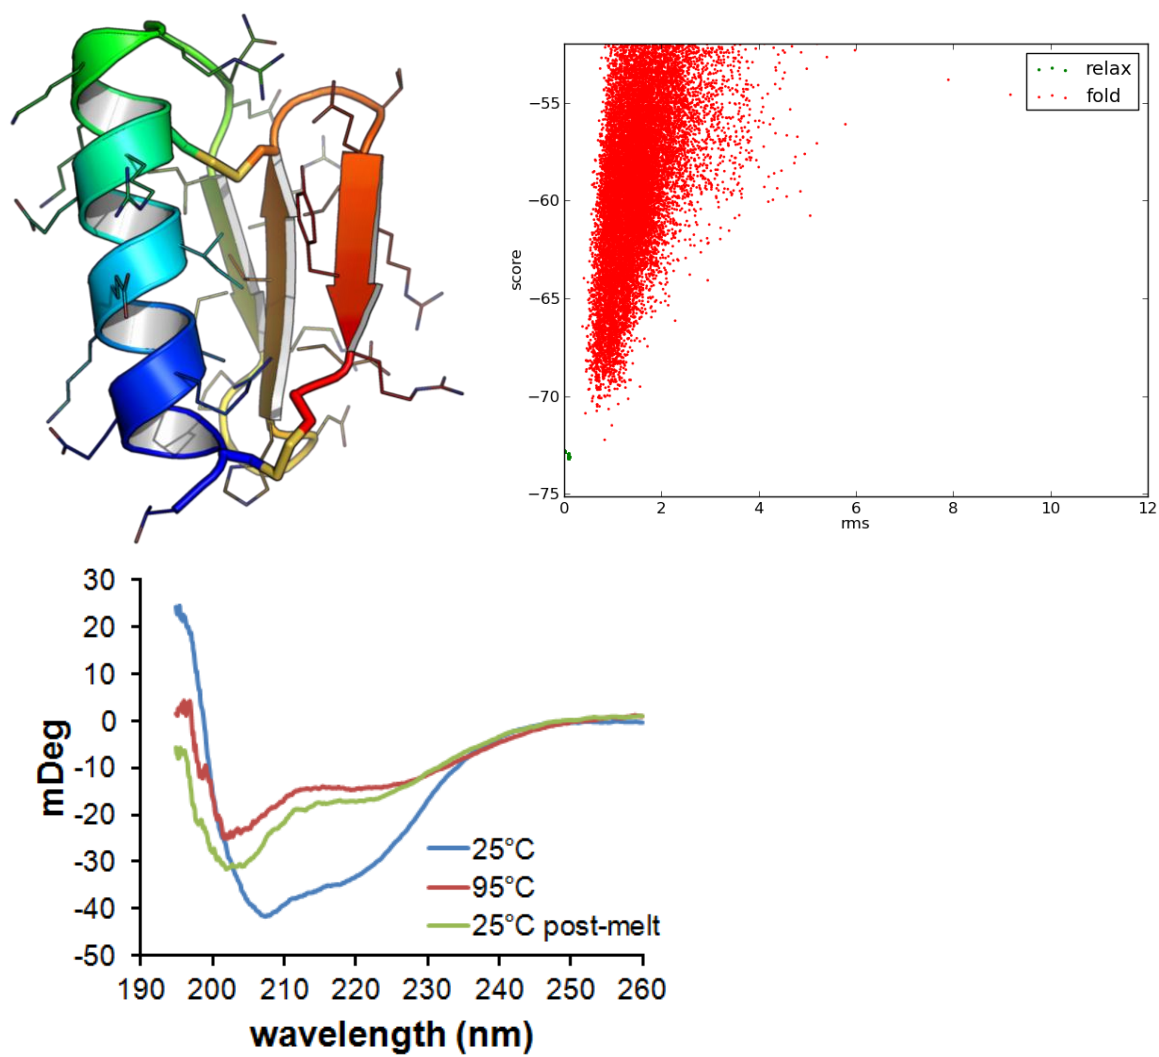 relax
fold
score
−55
−60
−65
−70
−75
0 2 4 6 8 10 12
rms
mDeg
30
20
10
0
-10
-20
-30
-40
-50
25°C
95°C
25°C post-melt
190 200 210 220 230 240 250 260
wavelength (nm)